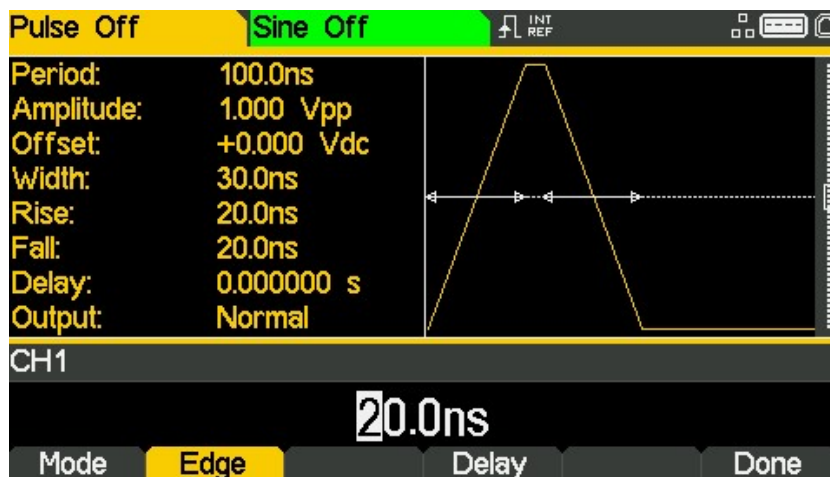 Pulse Off Sine Off INT REF
Period: 100.0ns
Amplitude: 1.000 Vpp
Offset: +0.000 Vdc
Width: 30.0ns
Rise: 20.0ns
Fall: 20.0ns
Delay: 0.000000 s
Output: Normal
CH1
20.0ns
Mode Edge Delay Done